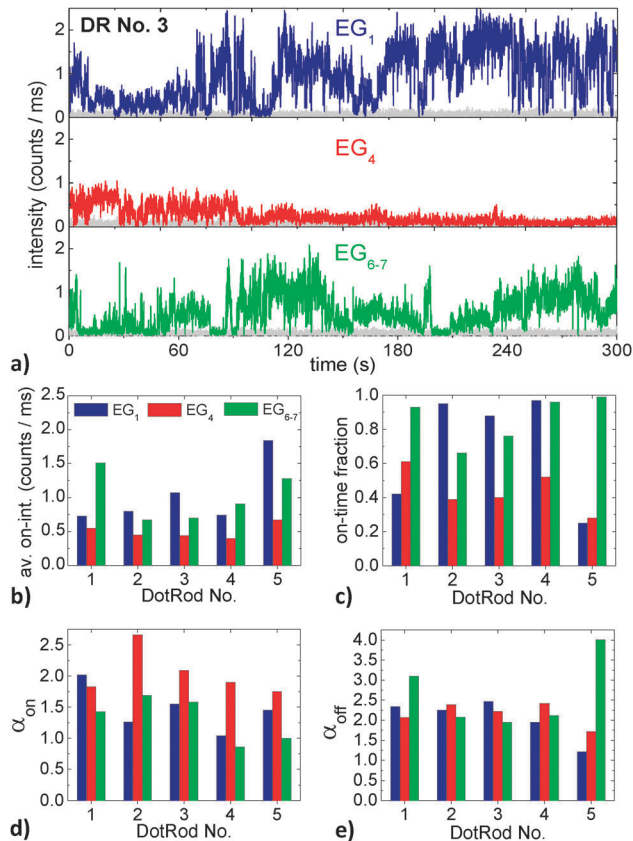 DR No. 3
EG1
2
1
0
EG4
2
1
0
EG6-7
2
1
0
intensity (counts / ms)
0 60 120 180 240 300
time (s)
a)
2.5
2.0
1.5
1.0
0.5
0.0
av. on-int. (counts / ms)
EG1 EG4 EG6-7
1 2 3 4 5
DotRod No.
b)
1.0
0.8
0.6
0.4
0.2
0.0
on-time fraction
1 2 3 4 5
DotRod No.
c)
2.5
2.0
1.5
1.0
0.5
0.0
αon
1 2 3 4 5
DotRod No.
d)
4.0
3.5
3.0
2.5
2.0
1.5
1.0
0.5
0.0
αoff
1 2 3 4 5
DotRod No.
e)